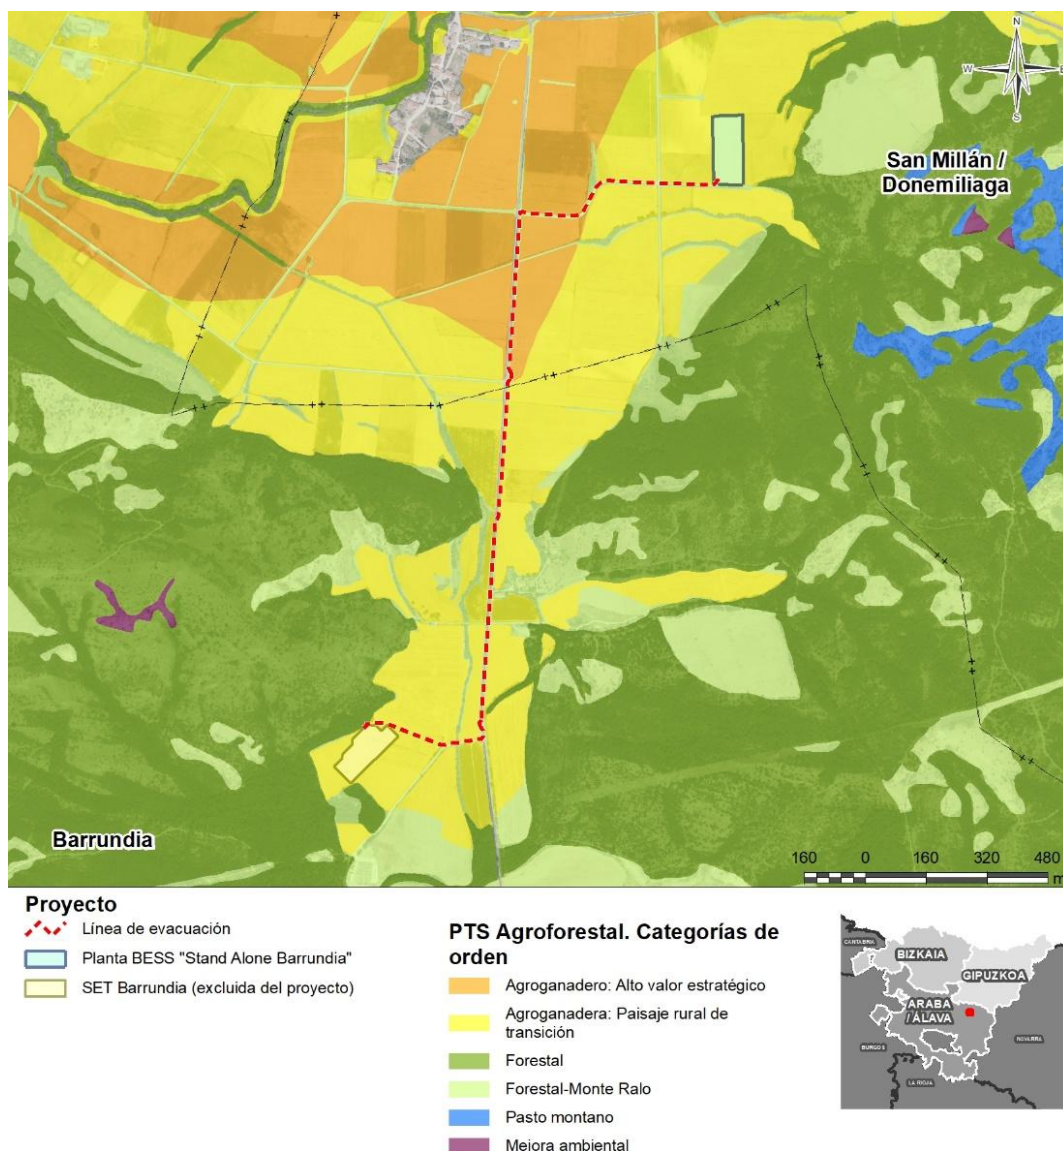 N
W
E
S
San Millán /
Donemiliaga
Barrundia
160 0 160 320 480
m
Proyecto
Línea de evacuación
Planta BESS "Stand Alone Barrundia"
SET Barrundia (excluida del proyecto)
PTS Agroforestal. Categorías de
orden
Agroganadero: Alto valor estratégico
Agroganadera: Paisaje rural de
transición
Forestal
Forestal-Monte Ralo
Pasto montano
Mejora ambiental
CANTABRIA
BIZKAIA
GIPUZKOA
ARABA
/ ÁLAVA
BURGOS
NAVARRA
LA RIOJA